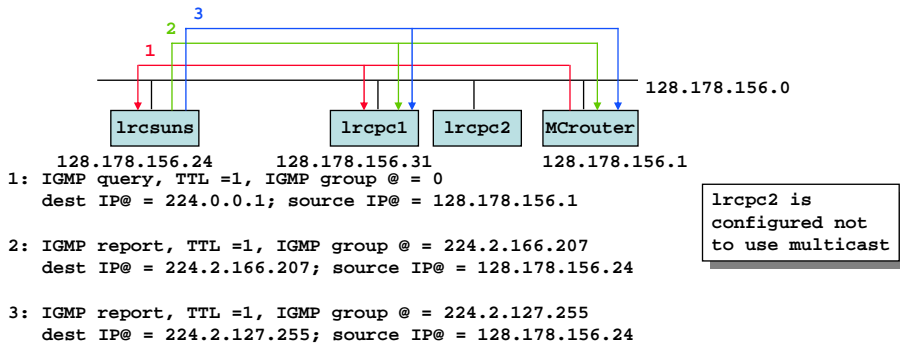 3
2
1
128.178.156.0
lrcsuns
lrcpc1
lrcpc2
MCrouter
128.178.156.24
128.178.156.31
128.178.156.1
1: IGMP query, TTL =1, IGMP group @ = 0
dest IP@ = 224.0.0.1; source IP@ = 128.178.156.1
lrcpc2 is
configured not
to use multicast
2: IGMP report, TTL =1, IGMP group @ = 224.2.166.207
dest IP@ = 224.2.166.207; source IP@ = 128.178.156.24
3: IGMP report, TTL =1, IGMP group @ = 224.2.127.255
dest IP@ = 224.2.127.255; source IP@ = 128.178.156.24